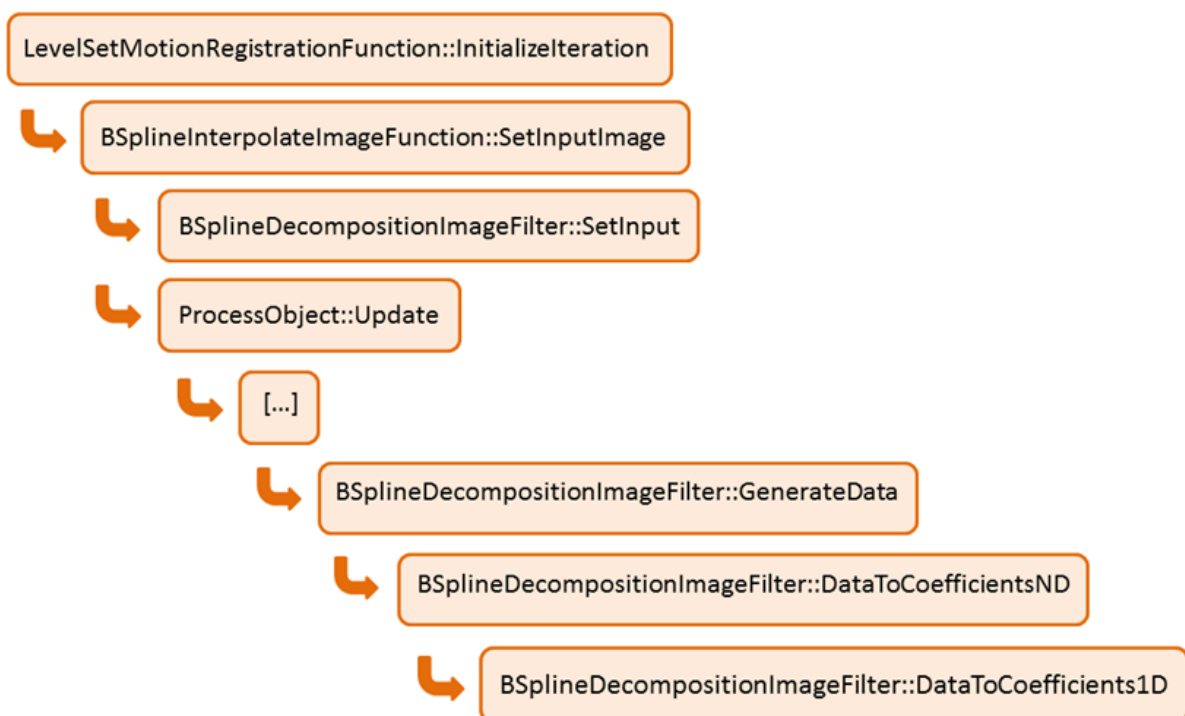 LevelSetMotionRegistrationFunction::InitializeIteration
BSplineInterpolateImageFunction::SetInputImage
BSplineDecompositionImageFilter::SetInput
ProcessObject::Update
[...]
BSplineDecompositionImageFilter::GenerateData
BSplineDecompositionImageFilter::DataToCoefficientsND
BSplineDecompositionImageFilter::DataToCoefficients1D